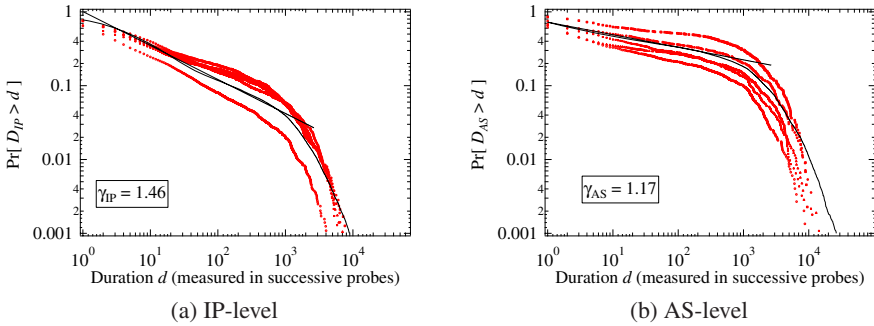 1
4
2
0.1
4
2
0.01
4
2
0.001
Pr[ D_IP > d ]
γ_IP = 1.46
10^0 10^1 10^2 10^3 10^4
Duration d (measured in successive probes)
(a) IP-level
1
4
2
0.1
4
2
0.01
4
2
0.001
Pr[ D_AS > d ]
γ_AS = 1.17
10^0 10^1 10^2 10^3 10^4
Duration d (measured in successive probes)
(b) AS-level